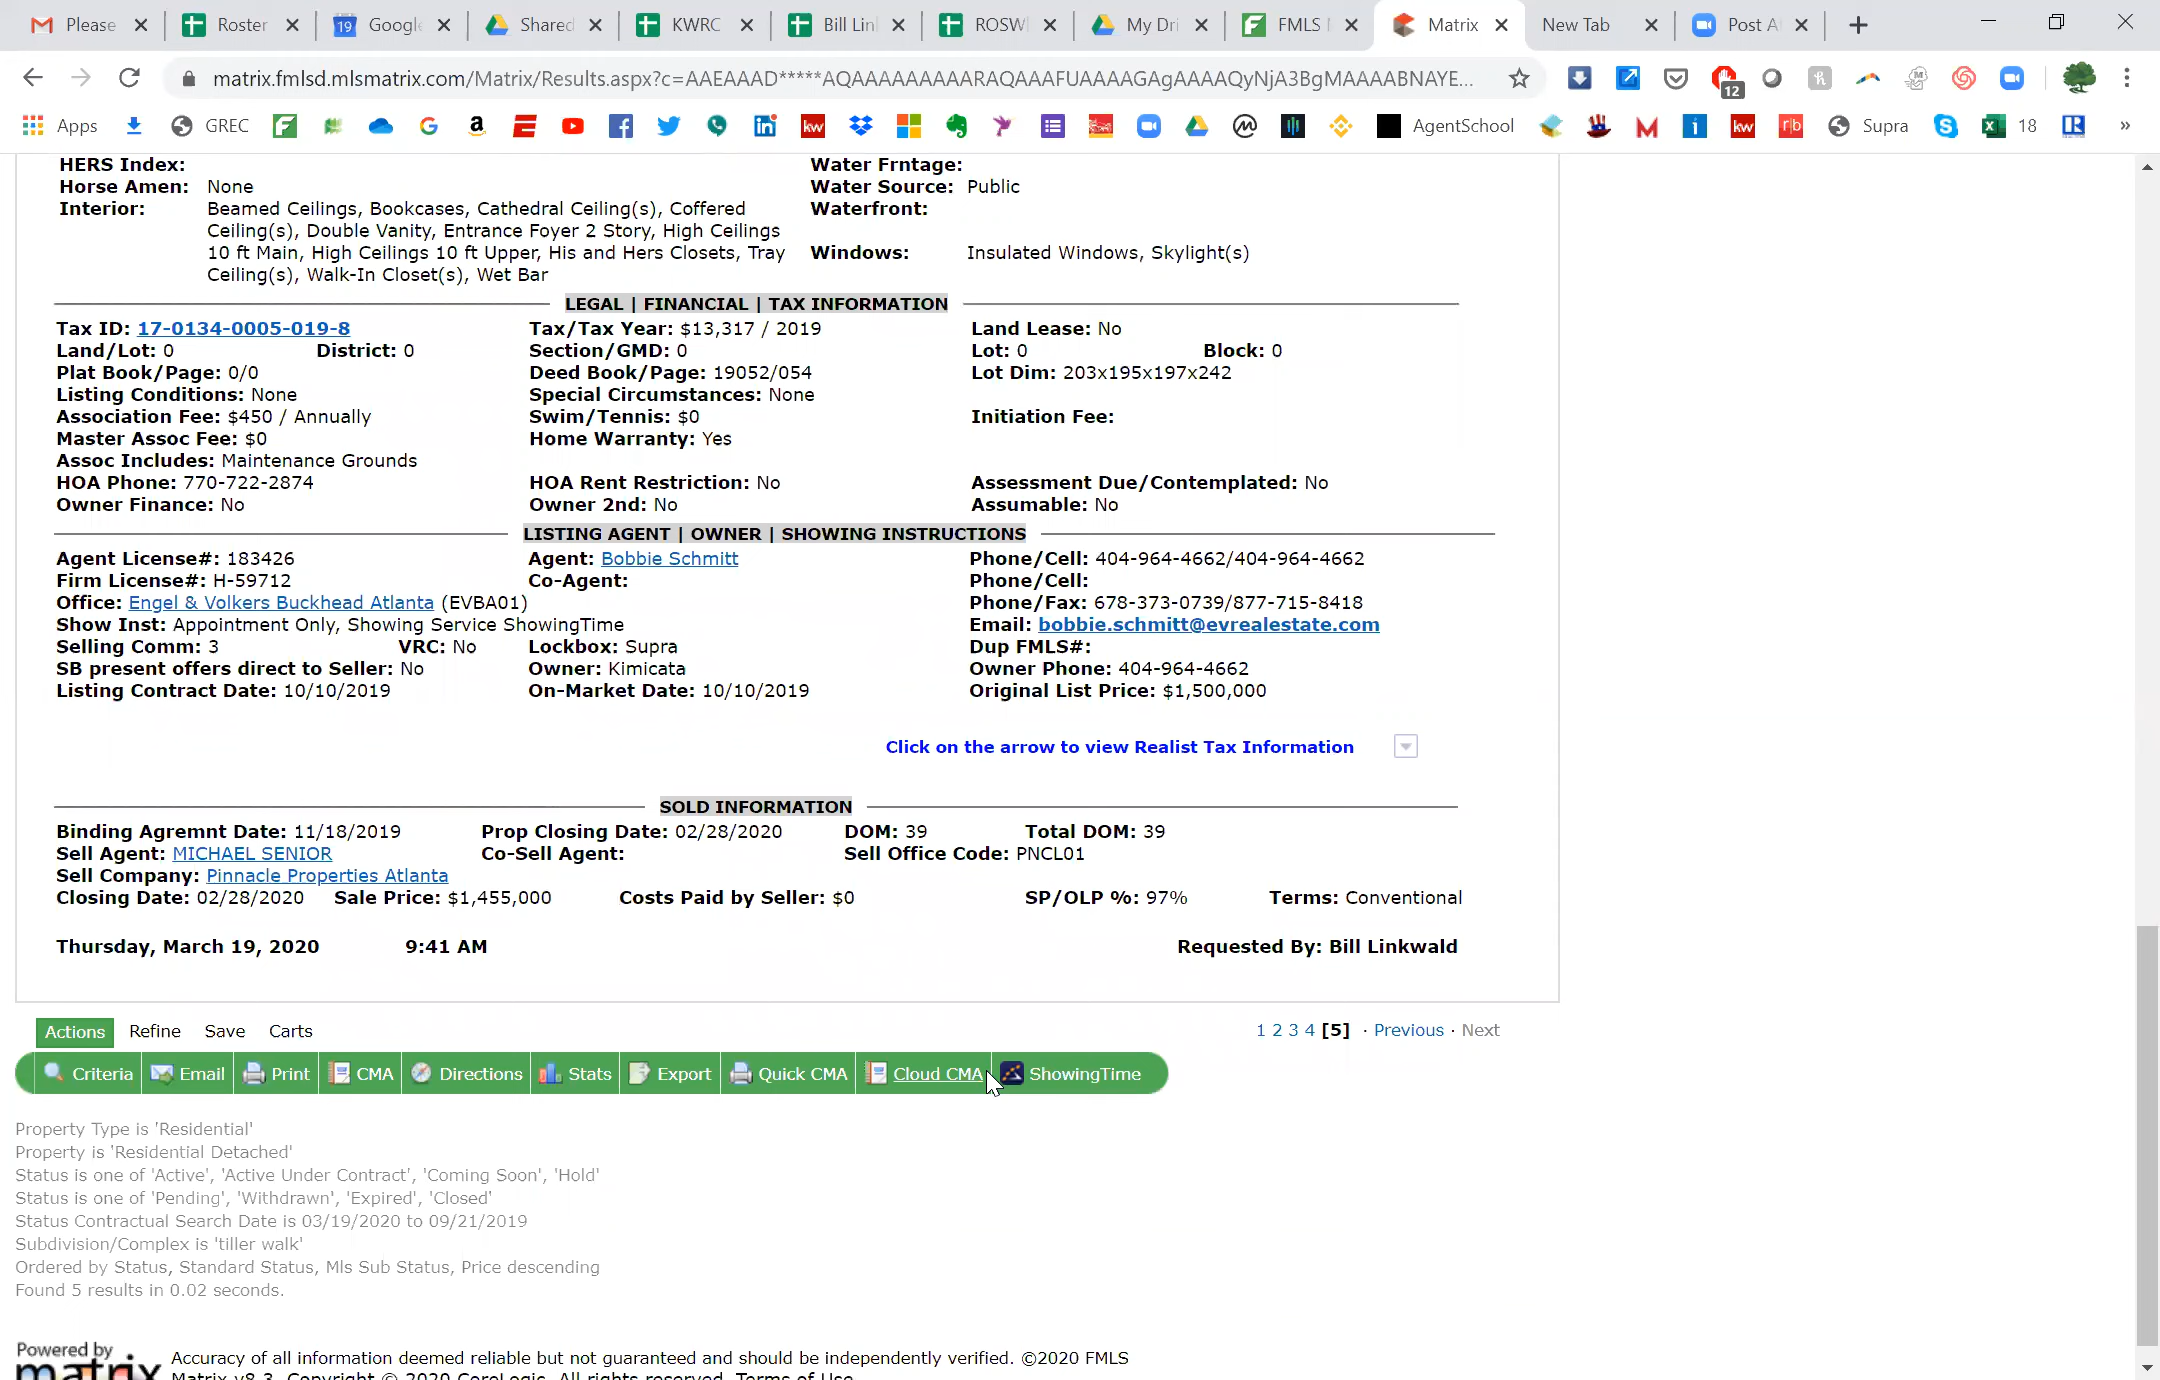 Please Roster Google Shared KWRC Bill Lin ROSW My Dri FMLS Matrix New Tab Post A
19
matrix.fmlsd.mlsmatrix.com/Matrix/Results.aspx?c=AAEAAAD*****AQAAAAAAAAARAQAAAFUAAAAGAgAAAAQyNjA3BgMAAAABNAYE...
12
Apps GREC AgentSchool Supra 18 »
HERS Index: Water Frntage:
Horse Amen: None Water Source: Public
Interior: Beamed Ceilings, Bookcases, Cathedral Ceiling(s), Coffered Waterfront:
Ceiling(s), Double Vanity, Entrance Foyer 2 Story, High Ceilings
10 ft Main, High Ceilings 10 ft Upper, His and Hers Closets, Tray Windows: Insulated Windows, Skylight(s)
Ceiling(s), Walk-In Closet(s), Wet Bar
LEGAL | FINANCIAL | TAX INFORMATION
Tax ID: 17-0134-0005-019-8 Tax/Tax Year: $13,317 / 2019 Land Lease: No
Land/Lot: 0 District: 0 Section/GMD: 0 Lot: 0 Block: 0
Plat Book/Page: 0/0 Deed Book/Page: 19052/054 Lot Dim: 203x195x197x242
Listing Conditions: None Special Circumstances: None
Association Fee: $450 / Annually Swim/Tennis: $0 Initiation Fee:
Master Assoc Fee: $0 Home Warranty: Yes
Assoc Includes: Maintenance Grounds
HOA Phone: 770-722-2874 HOA Rent Restriction: No Assessment Due/Contemplated: No
Owner Finance: No Owner 2nd: No Assumable: No
LISTING AGENT | OWNER | SHOWING INSTRUCTIONS
Agent License#: 183426 Agent: Bobbie Schmitt Phone/Cell: 404-964-4662/404-964-4662
Firm License#: H-59712 Co-Agent: Phone/Cell:
Office: Engel & Volkers Buckhead Atlanta (EVBA01) Phone/Fax: 678-373-0739/877-715-8418
Show Inst: Appointment Only, Showing Service ShowingTime Email: bobbie.schmitt@evrealestate.com
Selling Comm: 3 VRC: No Lockbox: Supra Dup FMLS#:
SB present offers direct to Seller: No Owner: Kimicata Owner Phone: 404-964-4662
Listing Contract Date: 10/10/2019 On-Market Date: 10/10/2019 Original List Price: $1,500,000
Click on the arrow to view Realist Tax Information
SOLD INFORMATION
Binding Agremnt Date: 11/18/2019 Prop Closing Date: 02/28/2020 DOM: 39 Total DOM: 39
Sell Agent: MICHAEL SENIOR Co-Sell Agent: Sell Office Code: PNCL01
Sell Company: Pinnacle Properties Atlanta
Closing Date: 02/28/2020 Sale Price: $1,455,000 Costs Paid by Seller: $0 SP/OLP %: 97% Terms: Conventional
Thursday, March 19, 2020 9:41 AM Requested By: Bill Linkwald
Actions Refine Save Carts 1 2 3 4 [5] · Previous · Next
Criteria Email Print CMA Directions Stats Export Quick CMA Cloud CMA ShowingTime
Property Type is 'Residential'
Property is 'Residential Detached'
Status is one of 'Active', 'Active Under Contract', 'Coming Soon', 'Hold'
Status is one of 'Pending', 'Withdrawn', 'Expired', 'Closed'
Status Contractual Search Date is 03/19/2020 to 09/21/2019
Subdivision/Complex is 'tiller walk'
Ordered by Status, Standard Status, Mls Sub Status, Price descending
Found 5 results in 0.02 seconds.
Powered by
matrix Accuracy of all information deemed reliable but not guaranteed and should be independently verified. ©2020 FMLS
Matrix v8.3, Copyright © 2020 CoreLogic. All rights reserved. Terms of Use